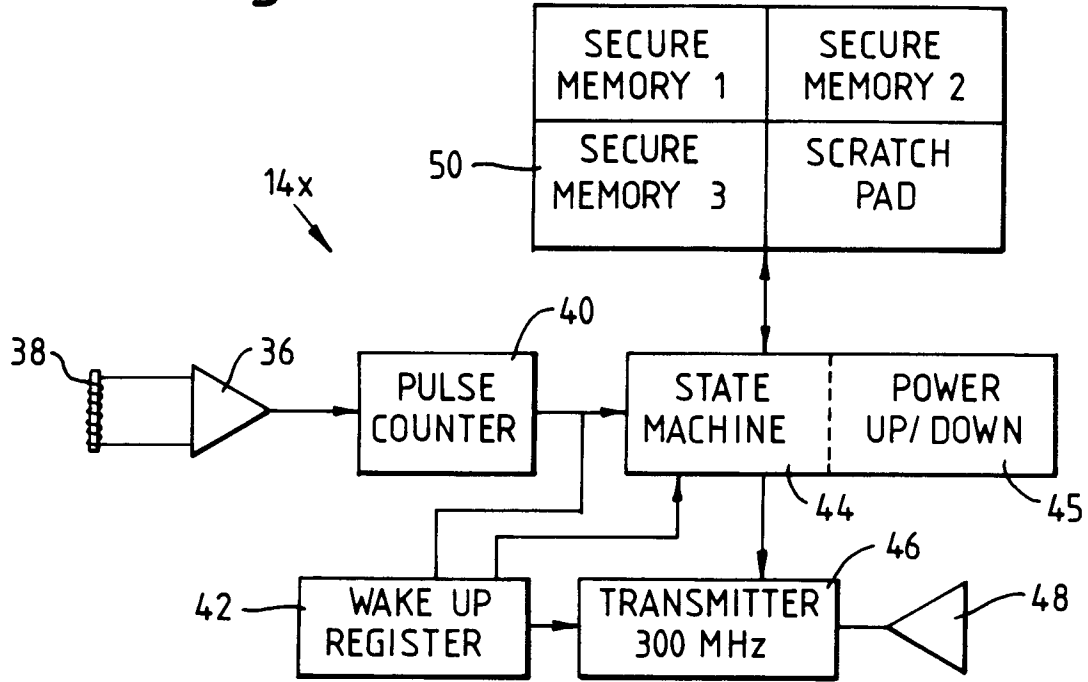 SECURE
MEMORY 1
SECURE
MEMORY 2
50
SECURE
MEMORY 3
SCRATCH
PAD
14x
38
36
40
PULSE
COUNTER
STATE
MACHINE
POWER
UP/DOWN
44
45
46
42
WAKE UP
REGISTER
TRANSMITTER
300 MHz
48